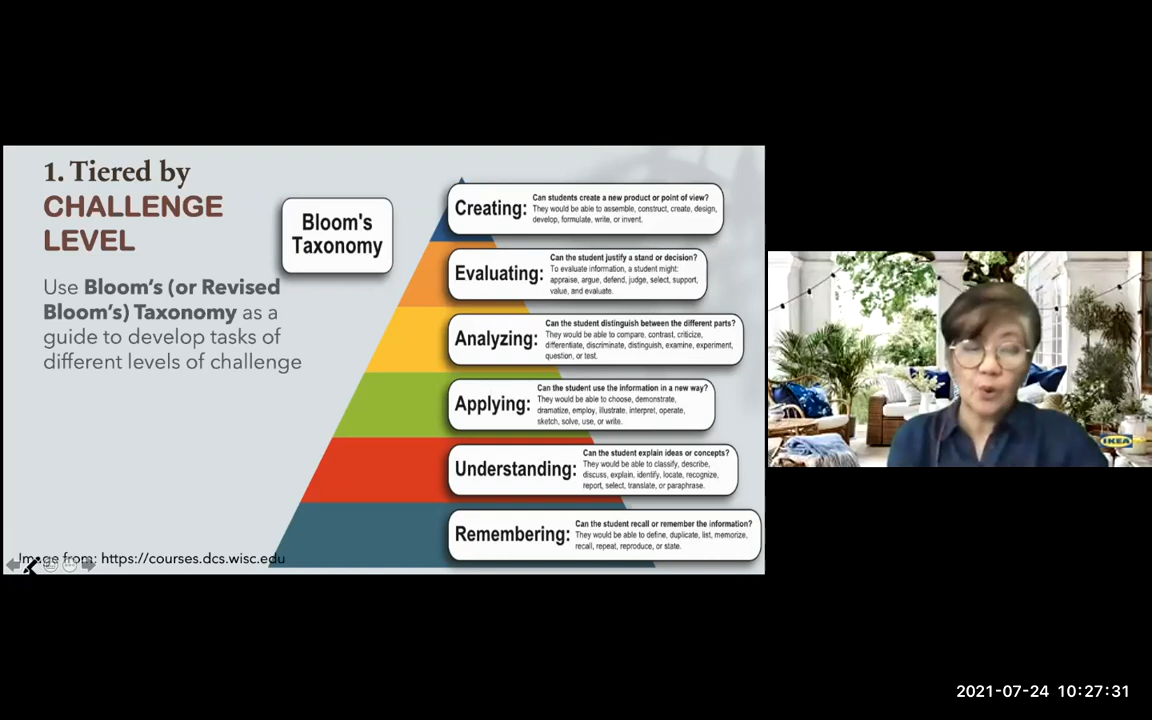 1. Tiered by
CHALLENGE
LEVEL
Use Bloom's (or Revised
Bloom's) Taxonomy as a
guide to develop tasks of
different levels of challenge
Bloom's
Taxonomy
Creating:
Can students create a new product or point of view?
They would be able to assemble, construct, create, design,
develop, formulate, write, or invent.
Evaluating:
Can the student justify a stand or decision?
To evaluate information, a student might:
appraise, argue, defend, judge, select, support,
value, and evaluate.
Analyzing:
Can the student distinguish between the different parts?
They would be able to compare, contrast, criticize,
differentiate, discriminate, distinguish, examine, experiment,
question, or test.
Applying:
Can the student use the information in a new way?
They would be able to choose, demonstrate,
dramatize, employ, illustrate, interpret, operate,
sketch, solve, use, or write.
Understanding:
Can the student explain ideas or concepts?
They would be able to classify, describe,
discuss, explain, identify, locate, recognize,
report, select, translate, or paraphrase.
Remembering:
Can the student recall or remember the information?
They would be able to define, duplicate, list, memorize,
recall, repeat, reproduce, or state.
Image from: https://courses.dcs.wisc.edu
IKEA
2021-07-24 10:27:31